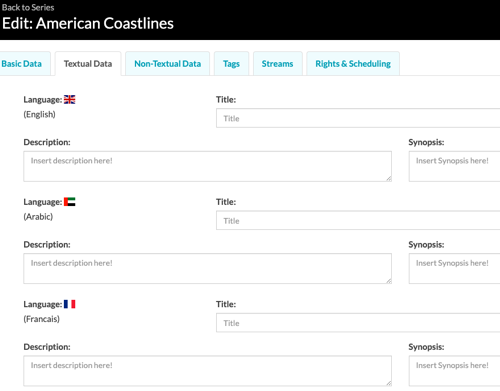 Back to Series
Edit: American Coastlines
Basic Data Textual Data Non-Textual Data Tags Streams Rights & Scheduling
Language: Title:
(English) Title
Description: Synopsis:
Insert description here! Insert Synopsis here!
Language: Title:
(Arabic) Title
Description: Synopsis:
Insert description here! Insert Synopsis here!
Language: Title:
(Francais) Title
Description: Synopsis:
Insert description here! Insert Synopsis here!